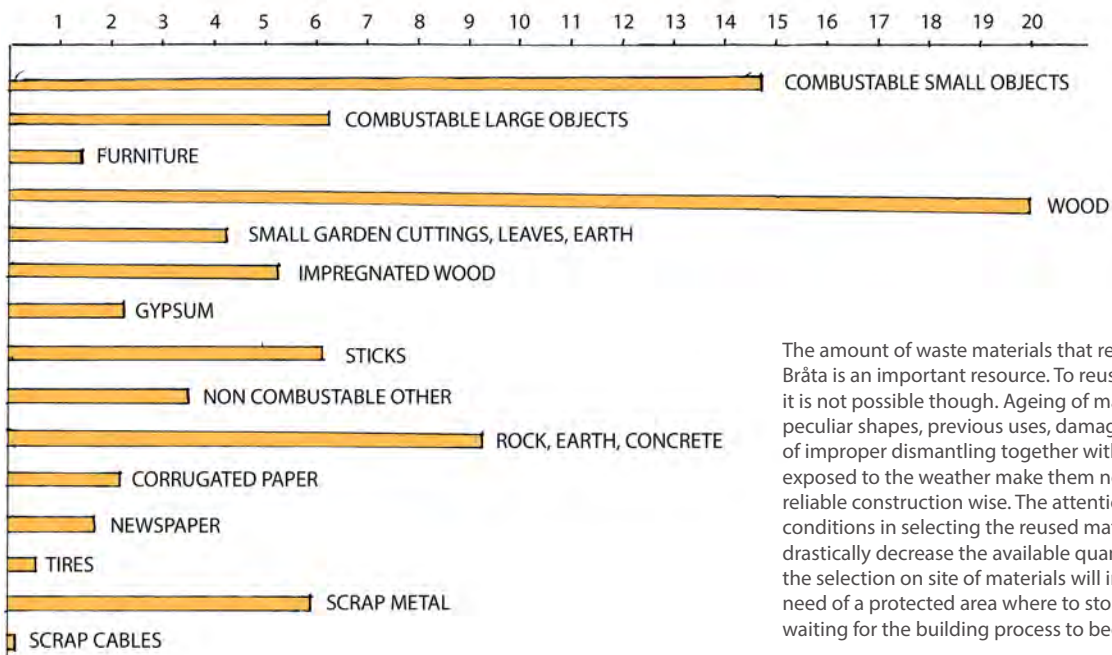 1 2 3 4 5 6 7 8 9 10 11 12 13 14 15 16 17 18 19 20
COMBUSTABLE SMALL OBJECTS
COMBUSTABLE LARGE OBJECTS
FURNITURE
WOOD
SMALL GARDEN CUTTINGS, LEAVES, EARTH
IMPREGNATED WOOD
GYPSUM
STICKS
NON COMBUSTABLE OTHER
ROCK, EARTH, CONCRETE
CORRUGATED PAPER
NEWSPAPER
TIRES
SCRAP METAL
SCRAP CABLES
The amount of waste materials that re
Bråta is an important resource. To reus
it is not possible though. Ageing of ma
peculiar shapes, previous uses, damag
of improper dismantling together with
exposed to the weather make them no
reliable construction wise. The attentio
conditions in selecting the reused mat
drastically decrease the available quan
the selection on site of materials will in
need of a protected area where to sto
waiting for the building process to be